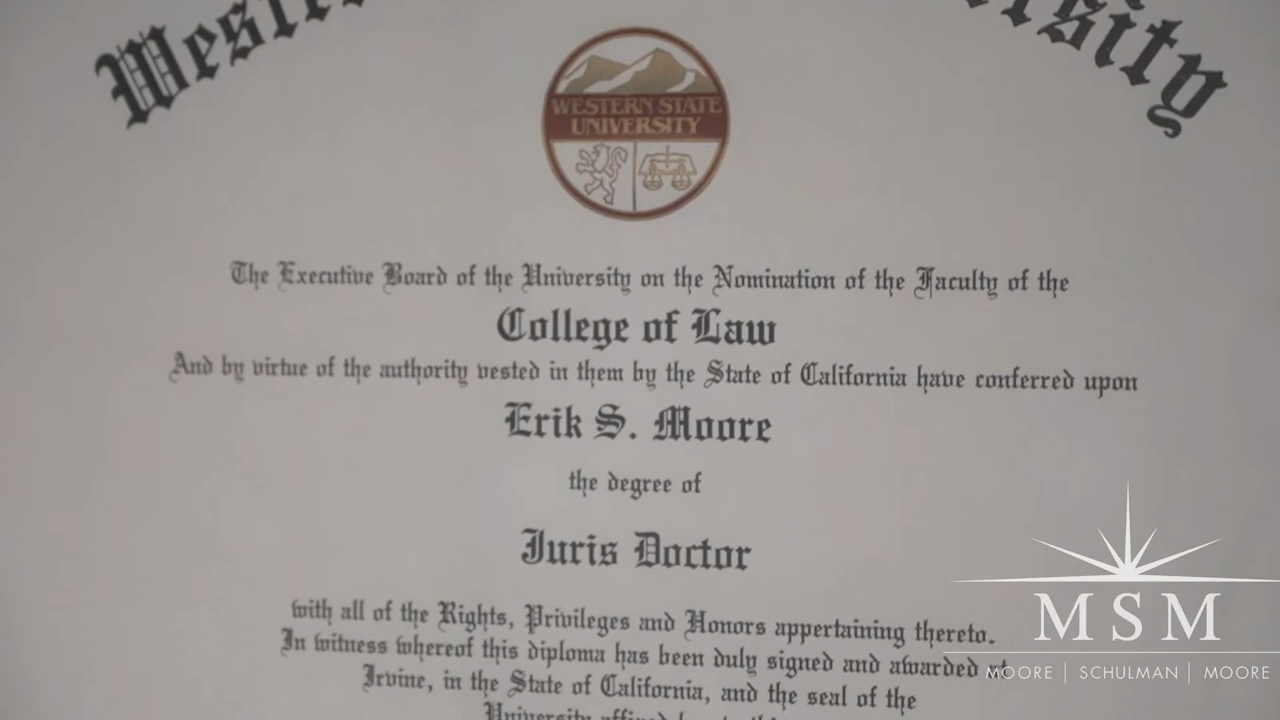 WESTERN STATE
UNIVERSITY
The Executive Board of the University on the Nomination of the Faculty of the
College of Law
And by virtue of the authority vested in them by the State of California have conferred upon
Erik S. Moore
the degree of
Juris Doctor
with all of the Rights, Privileges and Honors appertaining thereto.
In witness whereof this diploma has been duly signed and awarded at
Irvine, in the State of California, and the seal of the
University
MSM
MOORE | SCHULMAN | MOORE